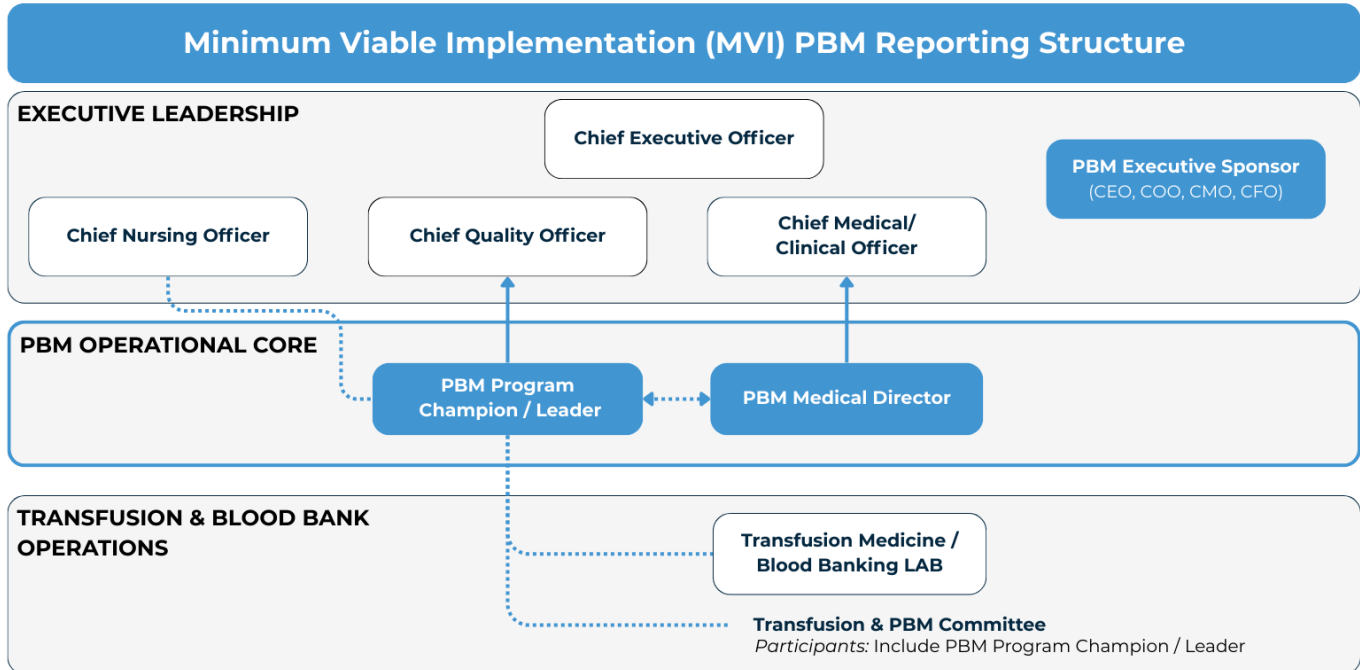 Minimum Viable Implementation (MVI) PBM Reporting Structure
EXECUTIVE LEADERSHIP
Chief Executive Officer
PBM Executive Sponsor
(CEO, COO, CMO, CFO)
Chief Nursing Officer
Chief Quality Officer
Chief Medical/
Clinical Officer
PBM OPERATIONAL CORE
PBM Program
Champion / Leader
PBM Medical Director
TRANSFUSION & BLOOD BANK
OPERATIONS
Transfusion Medicine /
Blood Banking LAB
Transfusion & PBM Committee
Participants: Include PBM Program Champion / Leader